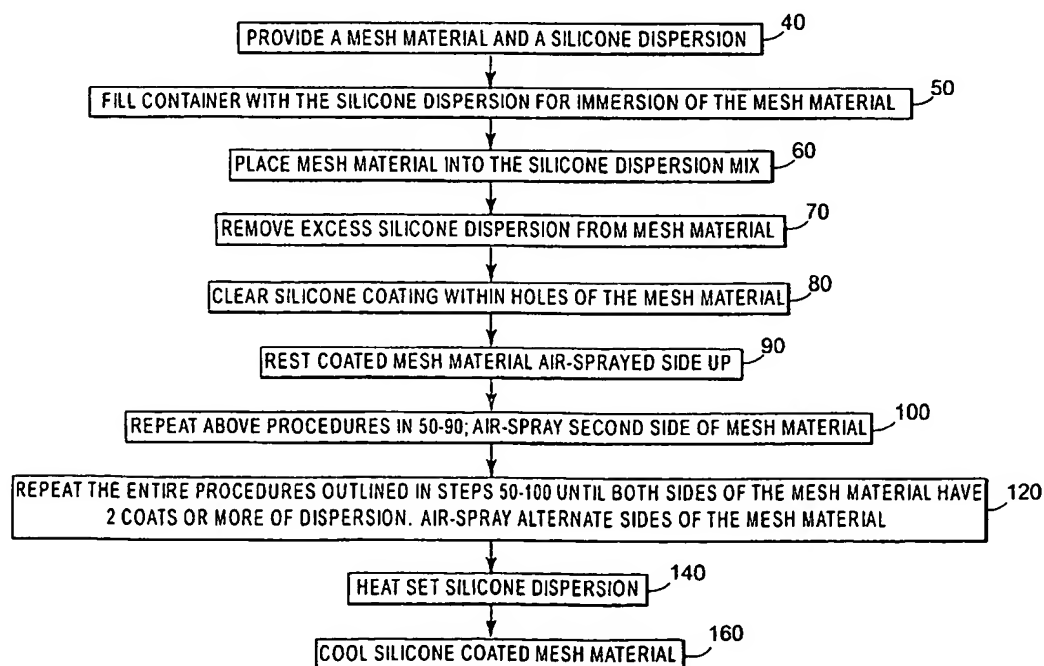 PROVIDE A MESH MATERIAL AND A SILICONE DISPERSION 40
FILL CONTAINER WITH THE SILICONE DISPERSION FOR IMMERSION OF THE MESH MATERIAL 50
PLACE MESH MATERIAL INTO THE SILICONE DISPERSION MIX 60
REMOVE EXCESS SILICONE DISPERSION FROM MESH MATERIAL 70
CLEAR SILICONE COATING WITHIN HOLES OF THE MESH MATERIAL 80
REST COATED MESH MATERIAL AIR-SPRAYED SIDE UP 90
REPEAT ABOVE PROCEDURES IN 50-90; AIR-SPRAY SECOND SIDE OF MESH MATERIAL 100
REPEAT THE ENTIRE PROCEDURES OUTLINED IN STEPS 50-100 UNTIL BOTH SIDES OF THE MESH MATERIAL HAVE
2 COATS OR MORE OF DISPERSION. AIR-SPRAY ALTERNATE SIDES OF THE MESH MATERIAL 120
HEAT SET SILICONE DISPERSION 140
COOL SILICONE COATED MESH MATERIAL 160